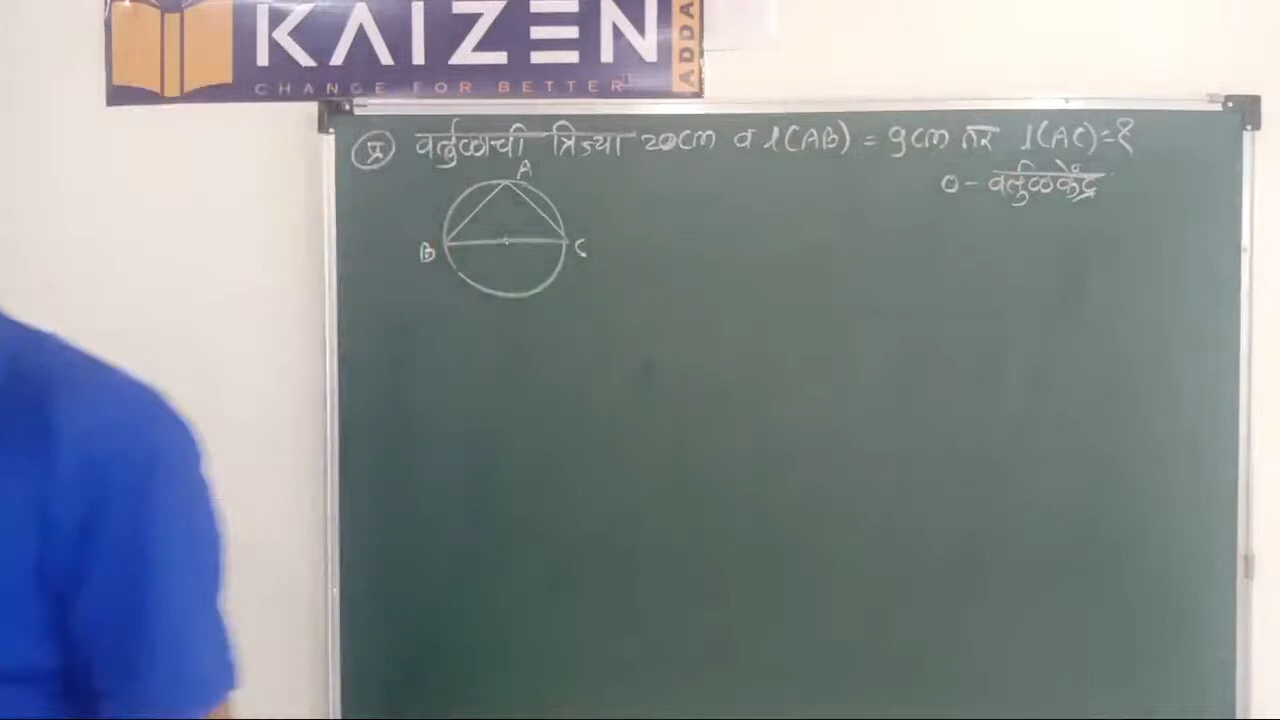 KAIZEN
ADDA
CHANGE FOR BETTER
प्र वर्तुळाची त्रिज्या 20cm व l(AB) = 9cm तर l(AC)=?
O - वर्तुळकेंद्र
A
B
C